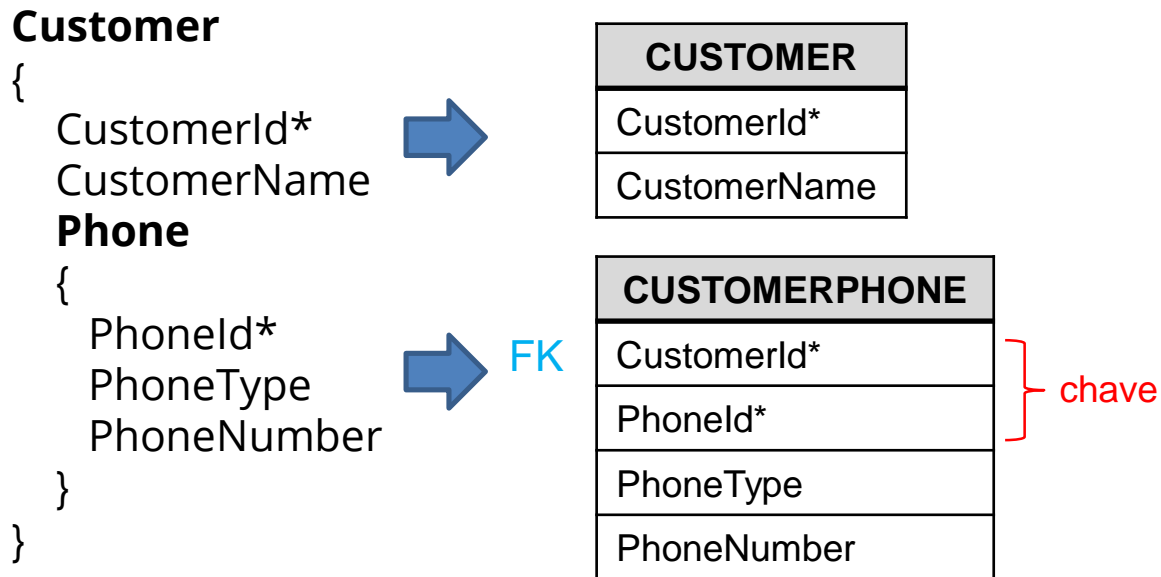 Customer
{
CustomerId*
CustomerName
Phone
{
PhoneId*
PhoneType
PhoneNumber
}
}
CUSTOMER
CustomerId*
CustomerName
CUSTOMERPHONE
FK
CustomerId*
PhoneId*
chave
PhoneType
PhoneNumber